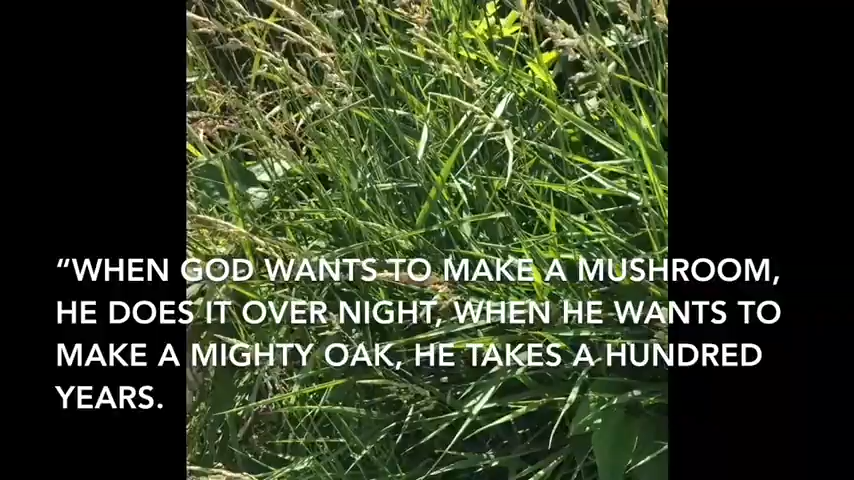 “WHEN GOD WANTS TO MAKE A MUSHROOM,
HE DOES IT OVER NIGHT, WHEN HE WANTS TO
MAKE A MIGHTY OAK, HE TAKES A HUNDRED
YEARS.